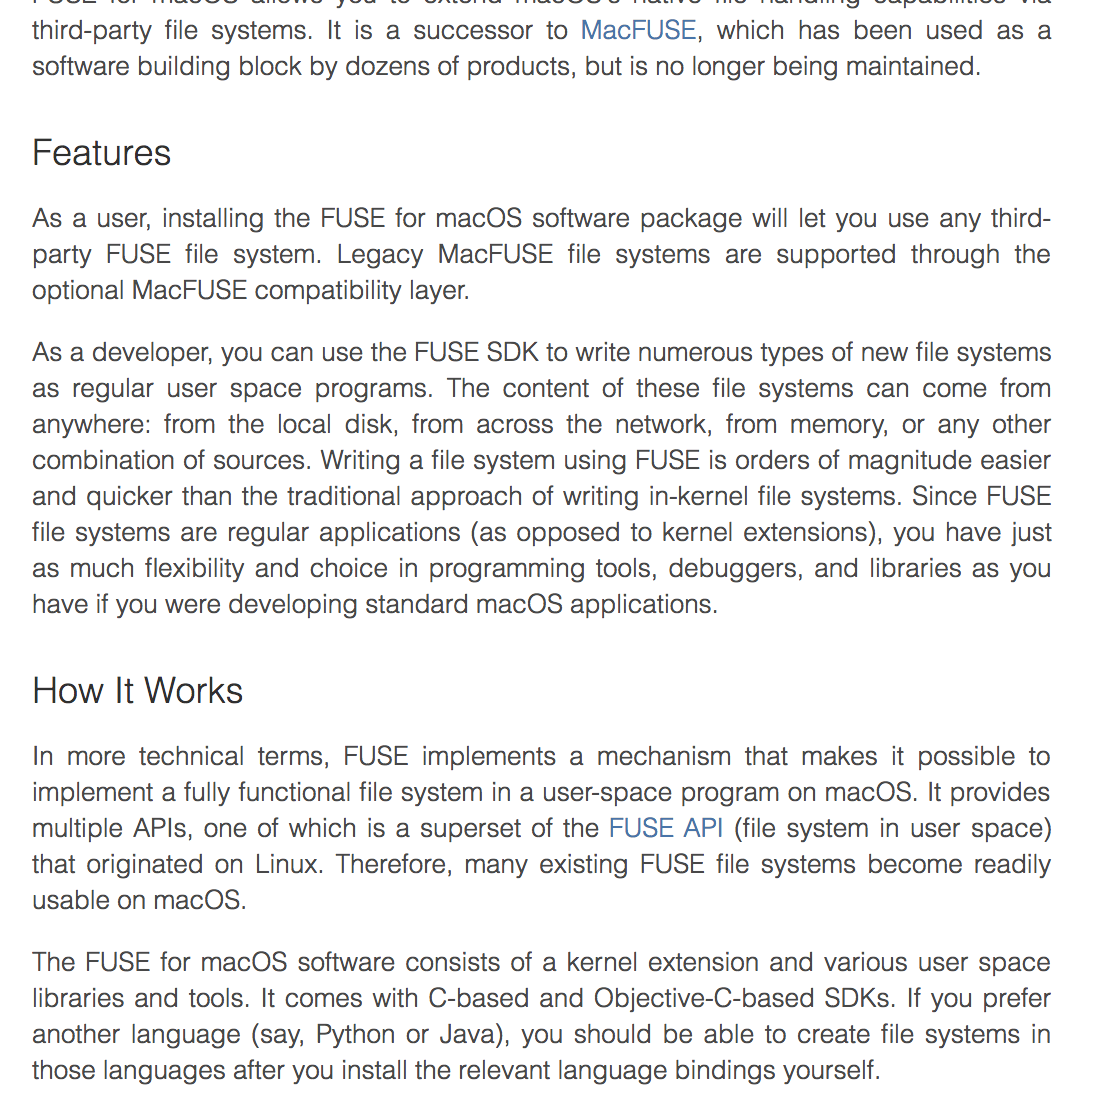 FUSE for macOS allows you to extend macOS's native file handling capabilities via
third-party file systems. It is a successor to MacFUSE, which has been used as a
software building block by dozens of products, but is no longer being maintained.
Features
As a user, installing the FUSE for macOS software package will let you use any third-
party FUSE file system. Legacy MacFUSE file systems are supported through the
optional MacFUSE compatibility layer.
As a developer, you can use the FUSE SDK to write numerous types of new file systems
as regular user space programs. The content of these file systems can come from
anywhere: from the local disk, from across the network, from memory, or any other
combination of sources. Writing a file system using FUSE is orders of magnitude easier
and quicker than the traditional approach of writing in-kernel file systems. Since FUSE
file systems are regular applications (as opposed to kernel extensions), you have just
as much flexibility and choice in programming tools, debuggers, and libraries as you
have if you were developing standard macOS applications.
How It Works
In more technical terms, FUSE implements a mechanism that makes it possible to
implement a fully functional file system in a user-space program on macOS. It provides
multiple APIs, one of which is a superset of the FUSE API (file system in user space)
that originated on Linux. Therefore, many existing FUSE file systems become readily
usable on macOS.
The FUSE for macOS software consists of a kernel extension and various user space
libraries and tools. It comes with C-based and Objective-C-based SDKs. If you prefer
another language (say, Python or Java), you should be able to create file systems in
those languages after you install the relevant language bindings yourself.